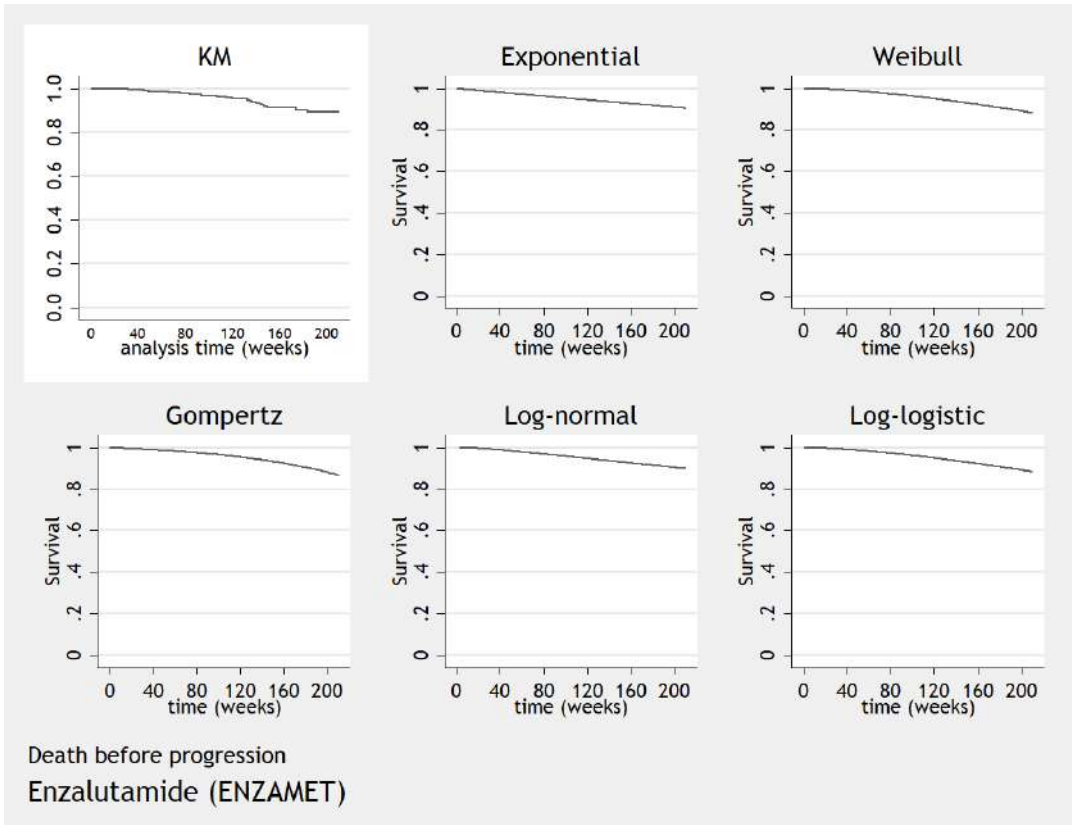 KM
0.0 0.2 0.4 0.6 0.8 1.0
0 40 80 120 160 200
analysis time (weeks)
Exponential
Survival
0 .2 .4 .6 .8 1
0 40 80 120 160 200
time (weeks)
Weibull
Survival
0 .2 .4 .6 .8 1
0 40 80 120 160 200
time (weeks)
Gompertz
Survival
0 .2 .4 .6 .8 1
0 40 80 120 160 200
time (weeks)
Log-normal
Survival
0 .2 .4 .6 .8 1
0 40 80 120 160 200
time (weeks)
Log-logistic
Survival
0 .2 .4 .6 .8 1
0 40 80 120 160 200
time (weeks)
Death before progression
Enzalutamide (ENZAMET)